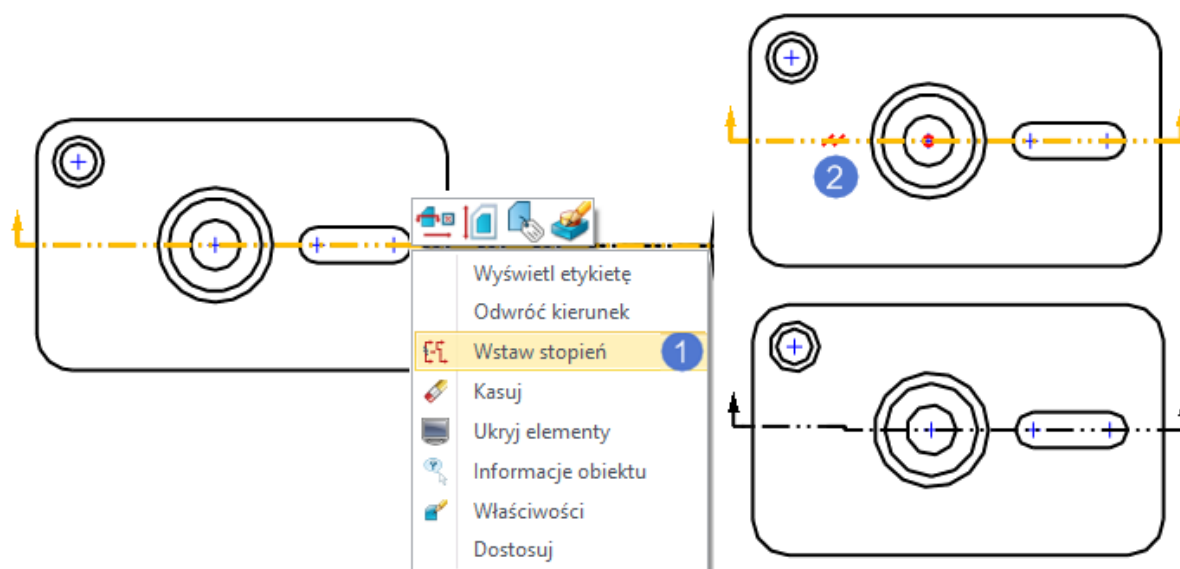 Wyświetl etykietę
Odwróć kierunek
Wstaw stopień 1
Kasuj
Ukryj elementy
Informacje obiektu
Właściwości
Dostosuj
2